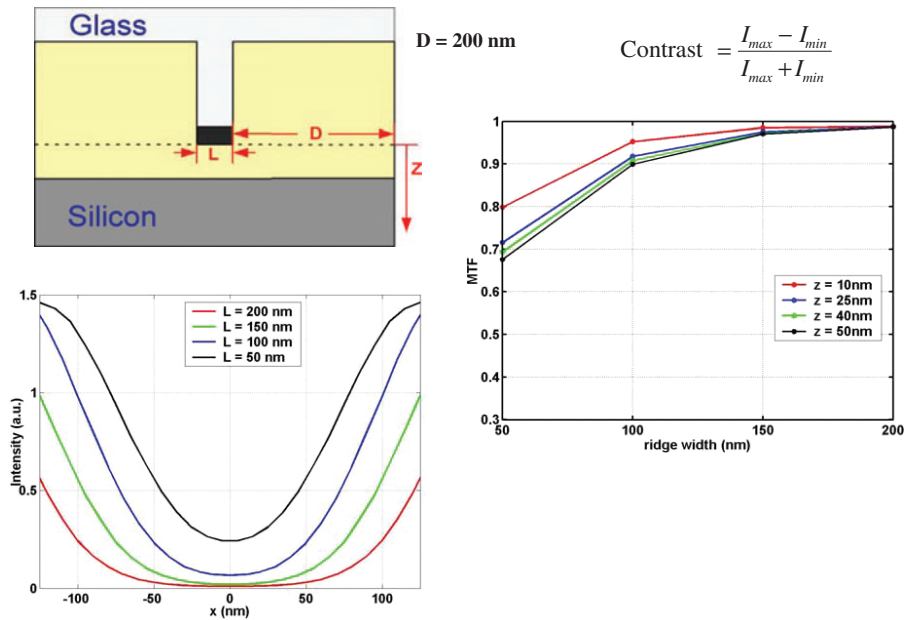 Glass
D = 200 nm
Contrast = (I_max − I_min) / (I_max + I_min)
D
L
Z
Silicon
1.5
1
0.5
0
Intensity (a.u.)
L = 200 nm
L = 150 nm
L = 100 nm
L = 50 nm
-100 -50 0 50 100
x (nm)
1
0.9
0.8
0.7
0.6
0.5
0.4
0.3
MTF
z = 10nm
z = 25nm
z = 40nm
z = 50nm
50 100 150 200
ridge width (nm)